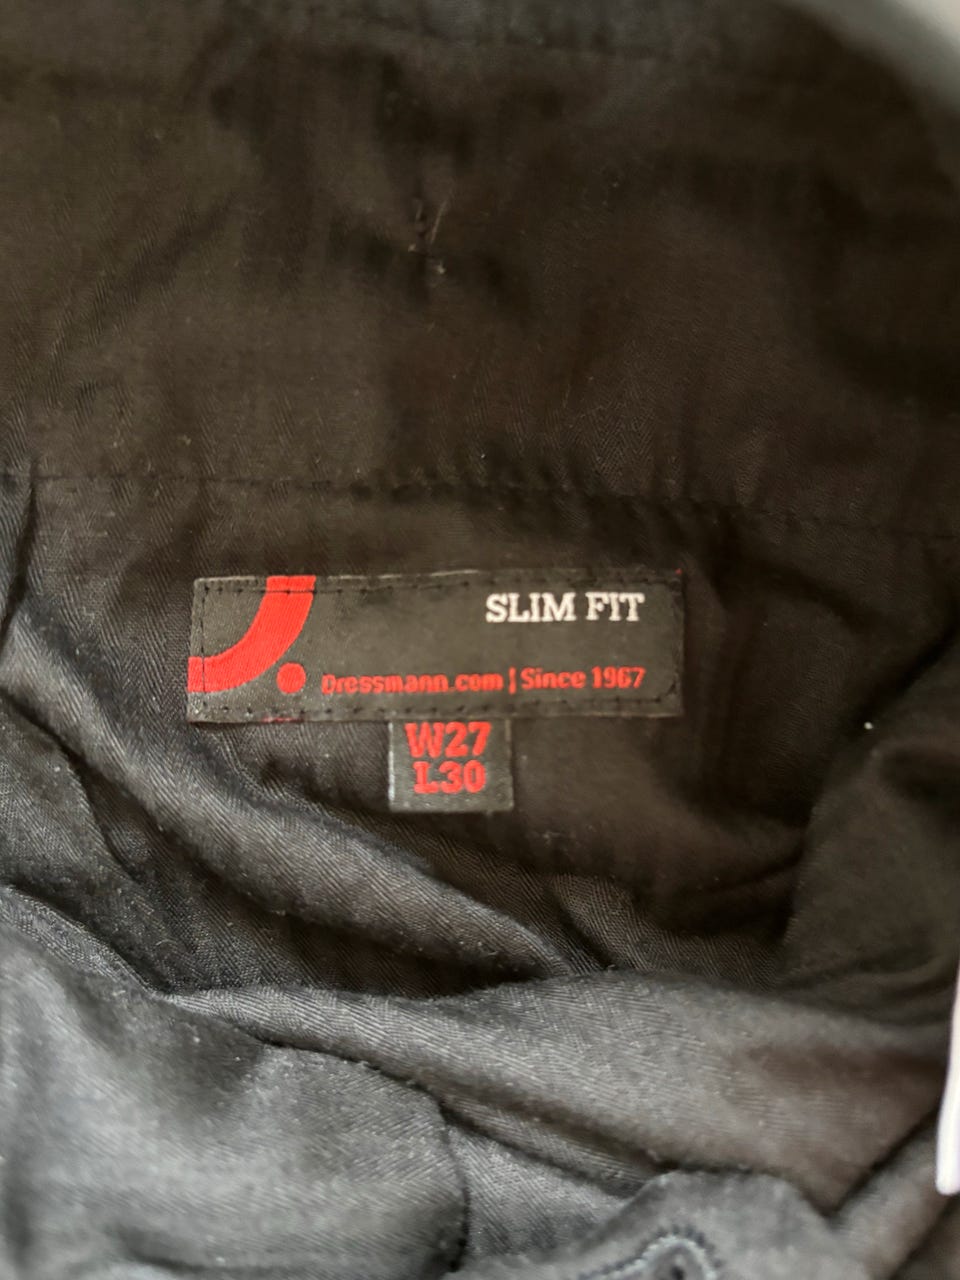 SLIM FIT
Dressmann.com | Since 1967
W27
L30